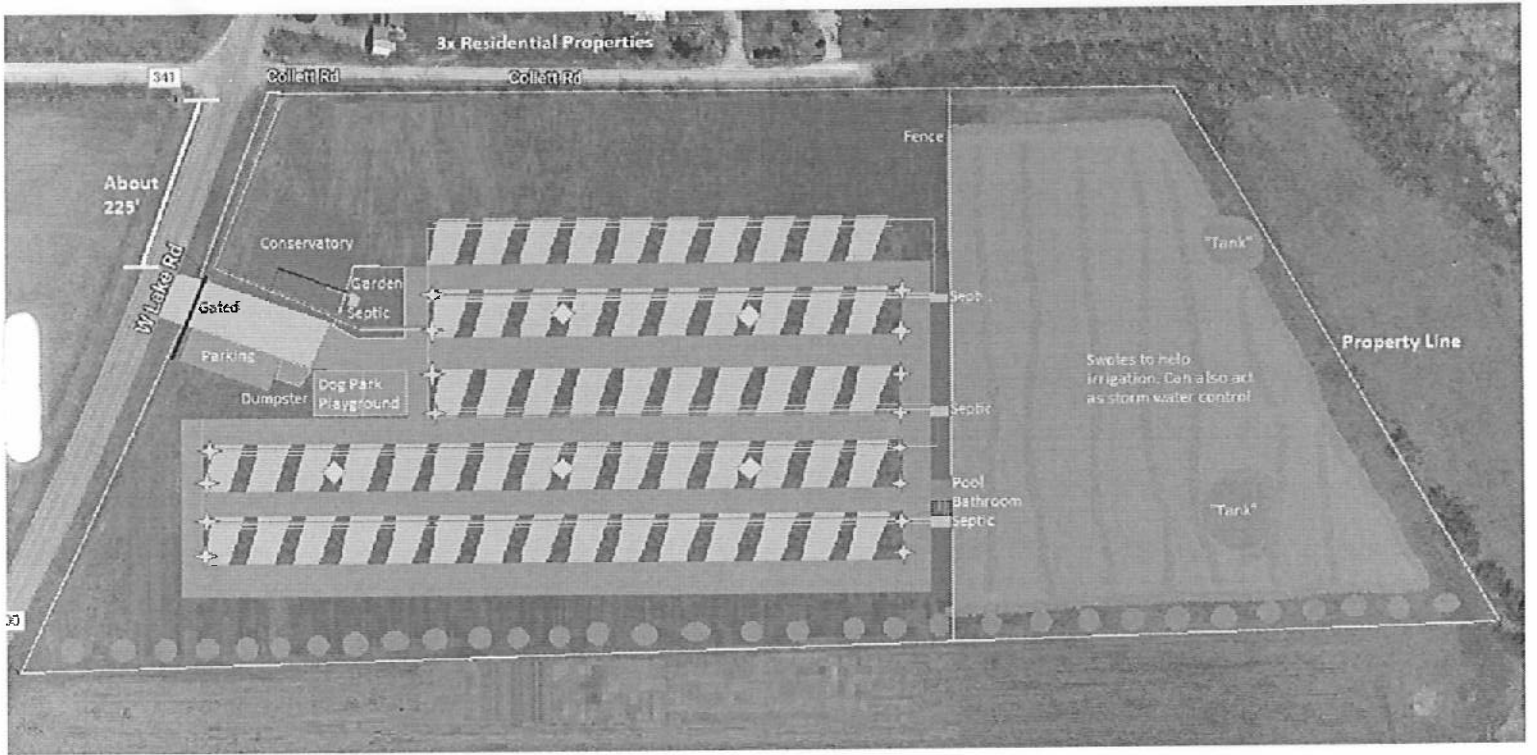 3x Residential Properties
341
Collett Rd
Collett Rd
Fence
About
225'
W Lake Rd
Conservatory
Garden
Septic
Gated
Parking
Dumpster
Dog Park
Playground
"Tank"
Septic
Pool
Bathroom
Septic
Property Line
Swales to help
irrigation. Can also act
as storm water control
"Tank"